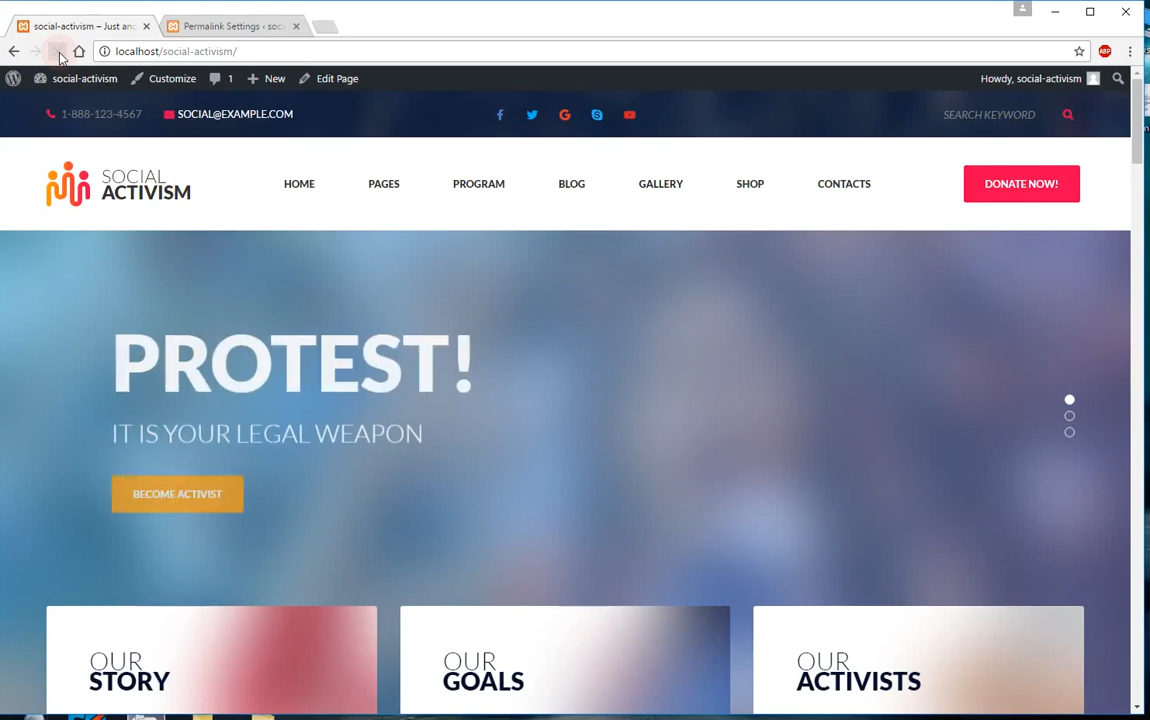 social-activism – Just and
Permalink Settings ‹ soci
localhost/social-activism/
ABP
social-activism Customize 1 New Edit Page Howdy, social-activism
1-888-123-4567 SOCIAL@EXAMPLE.COM SEARCH KEYWORD
SOCIAL
ACTIVISM
HOME PAGES PROGRAM BLOG GALLERY SHOP CONTACTS DONATE NOW!
PROTEST!
IT IS YOUR LEGAL WEAPON
BECOME ACTIVIST
OUR
STORY
OUR
GOALS
OUR
ACTIVISTS